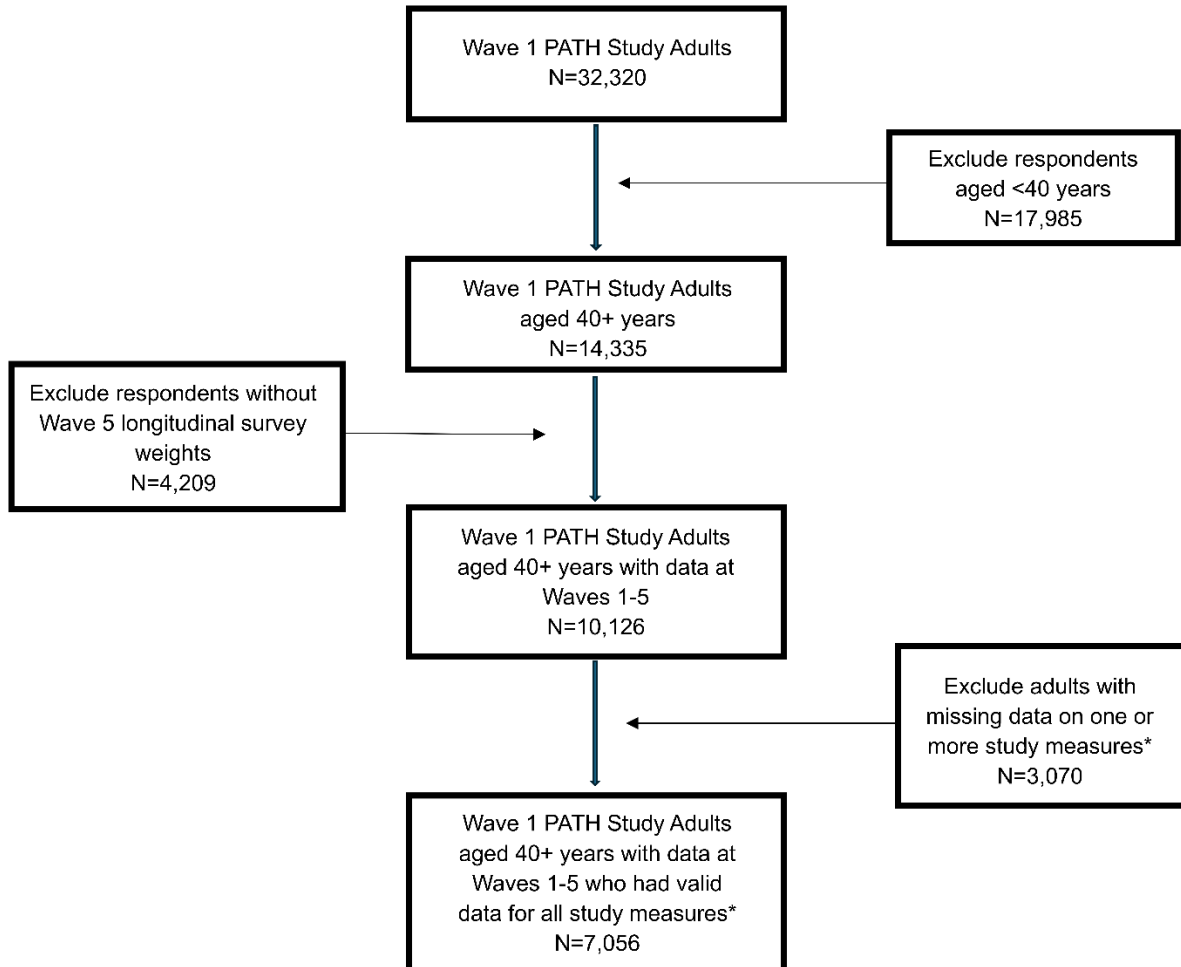 Wave 1 PATH Study Adults
N=32,320
Exclude respondents
aged <40 years
N=17,985
Wave 1 PATH Study Adults
aged 40+ years
N=14,335
Exclude respondents without
Wave 5 longitudinal survey
weights
N=4,209
Wave 1 PATH Study Adults
aged 40+ years with data at
Waves 1-5
N=10,126
Exclude adults with
missing data on one or
more study measures*
N=3,070
Wave 1 PATH Study Adults
aged 40+ years with data at
Waves 1-5 who had valid
data for all study measures*
N=7,056